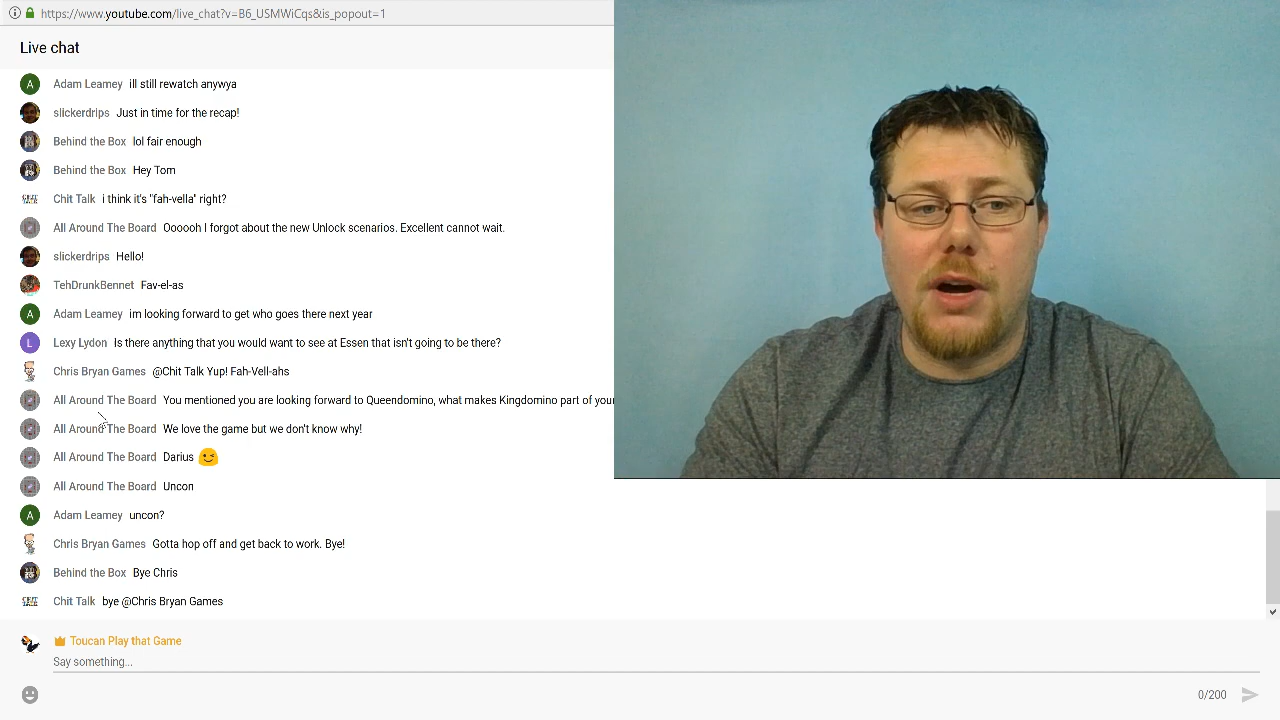 https://www.youtube.com/live_chat?v=B6_USMWiCqs&is_popout=1
Live chat
A Adam Leamey ill still rewatch anywya
slickerdrips Just in time for the recap!
Behind the Box lol fair enough
Behind the Box Hey Tom
Chit Talk i think it's "fah-vella" right?
All Around The Board Oooooh I forgot about the new Unlock scenarios. Excellent cannot wait.
slickerdrips Hello!
TehDrunkBennet Fav-el-as
A Adam Leamey im looking forward to get who goes there next year
L Lexy Lydon Is there anything that you would want to see at Essen that isn't going to be there?
Chris Bryan Games @Chit Talk Yup! Fah-Vell-ahs
All Around The Board You mentioned you are looking forward to Queendomino, what makes Kingdomino part of your
All Around The Board We love the game but we don't know why!
All Around The Board Darius
All Around The Board Uncon
A Adam Leamey uncon?
Chris Bryan Games Gotta hop off and get back to work. Bye!
Behind the Box Bye Chris
Chit Talk bye @Chris Bryan Games
Toucan Play that Game
Say something...
0/200